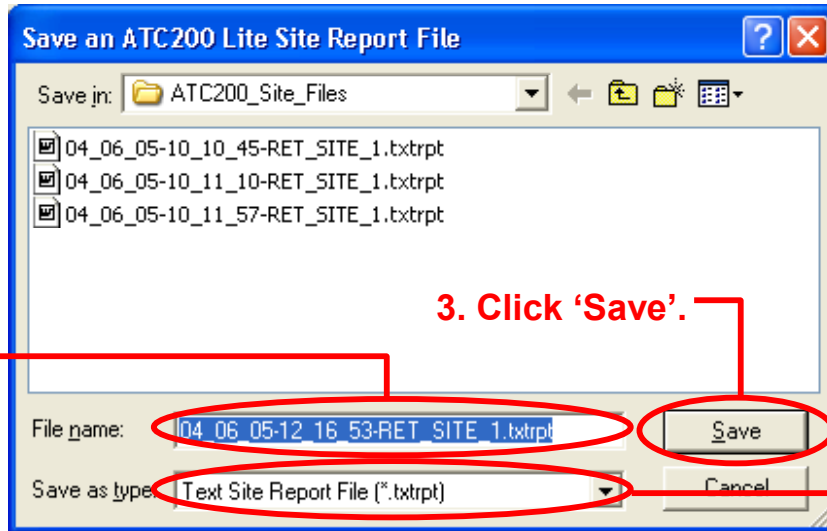 Save an ATC200 Lite Site Report File
Save in: ATC200_Site_Files
04_06_05-10_10_45-RET_SITE_1.txtrpt
04_06_05-10_11_10-RET_SITE_1.txtrpt
04_06_05-10_11_57-RET_SITE_1.txtrpt
3. Click ‘Save’.
File name: 04_06_05-12_16_53-RET_SITE_1.txtrpt Save
Save as type: Text Site Report File (*.txtrpt) Cancel